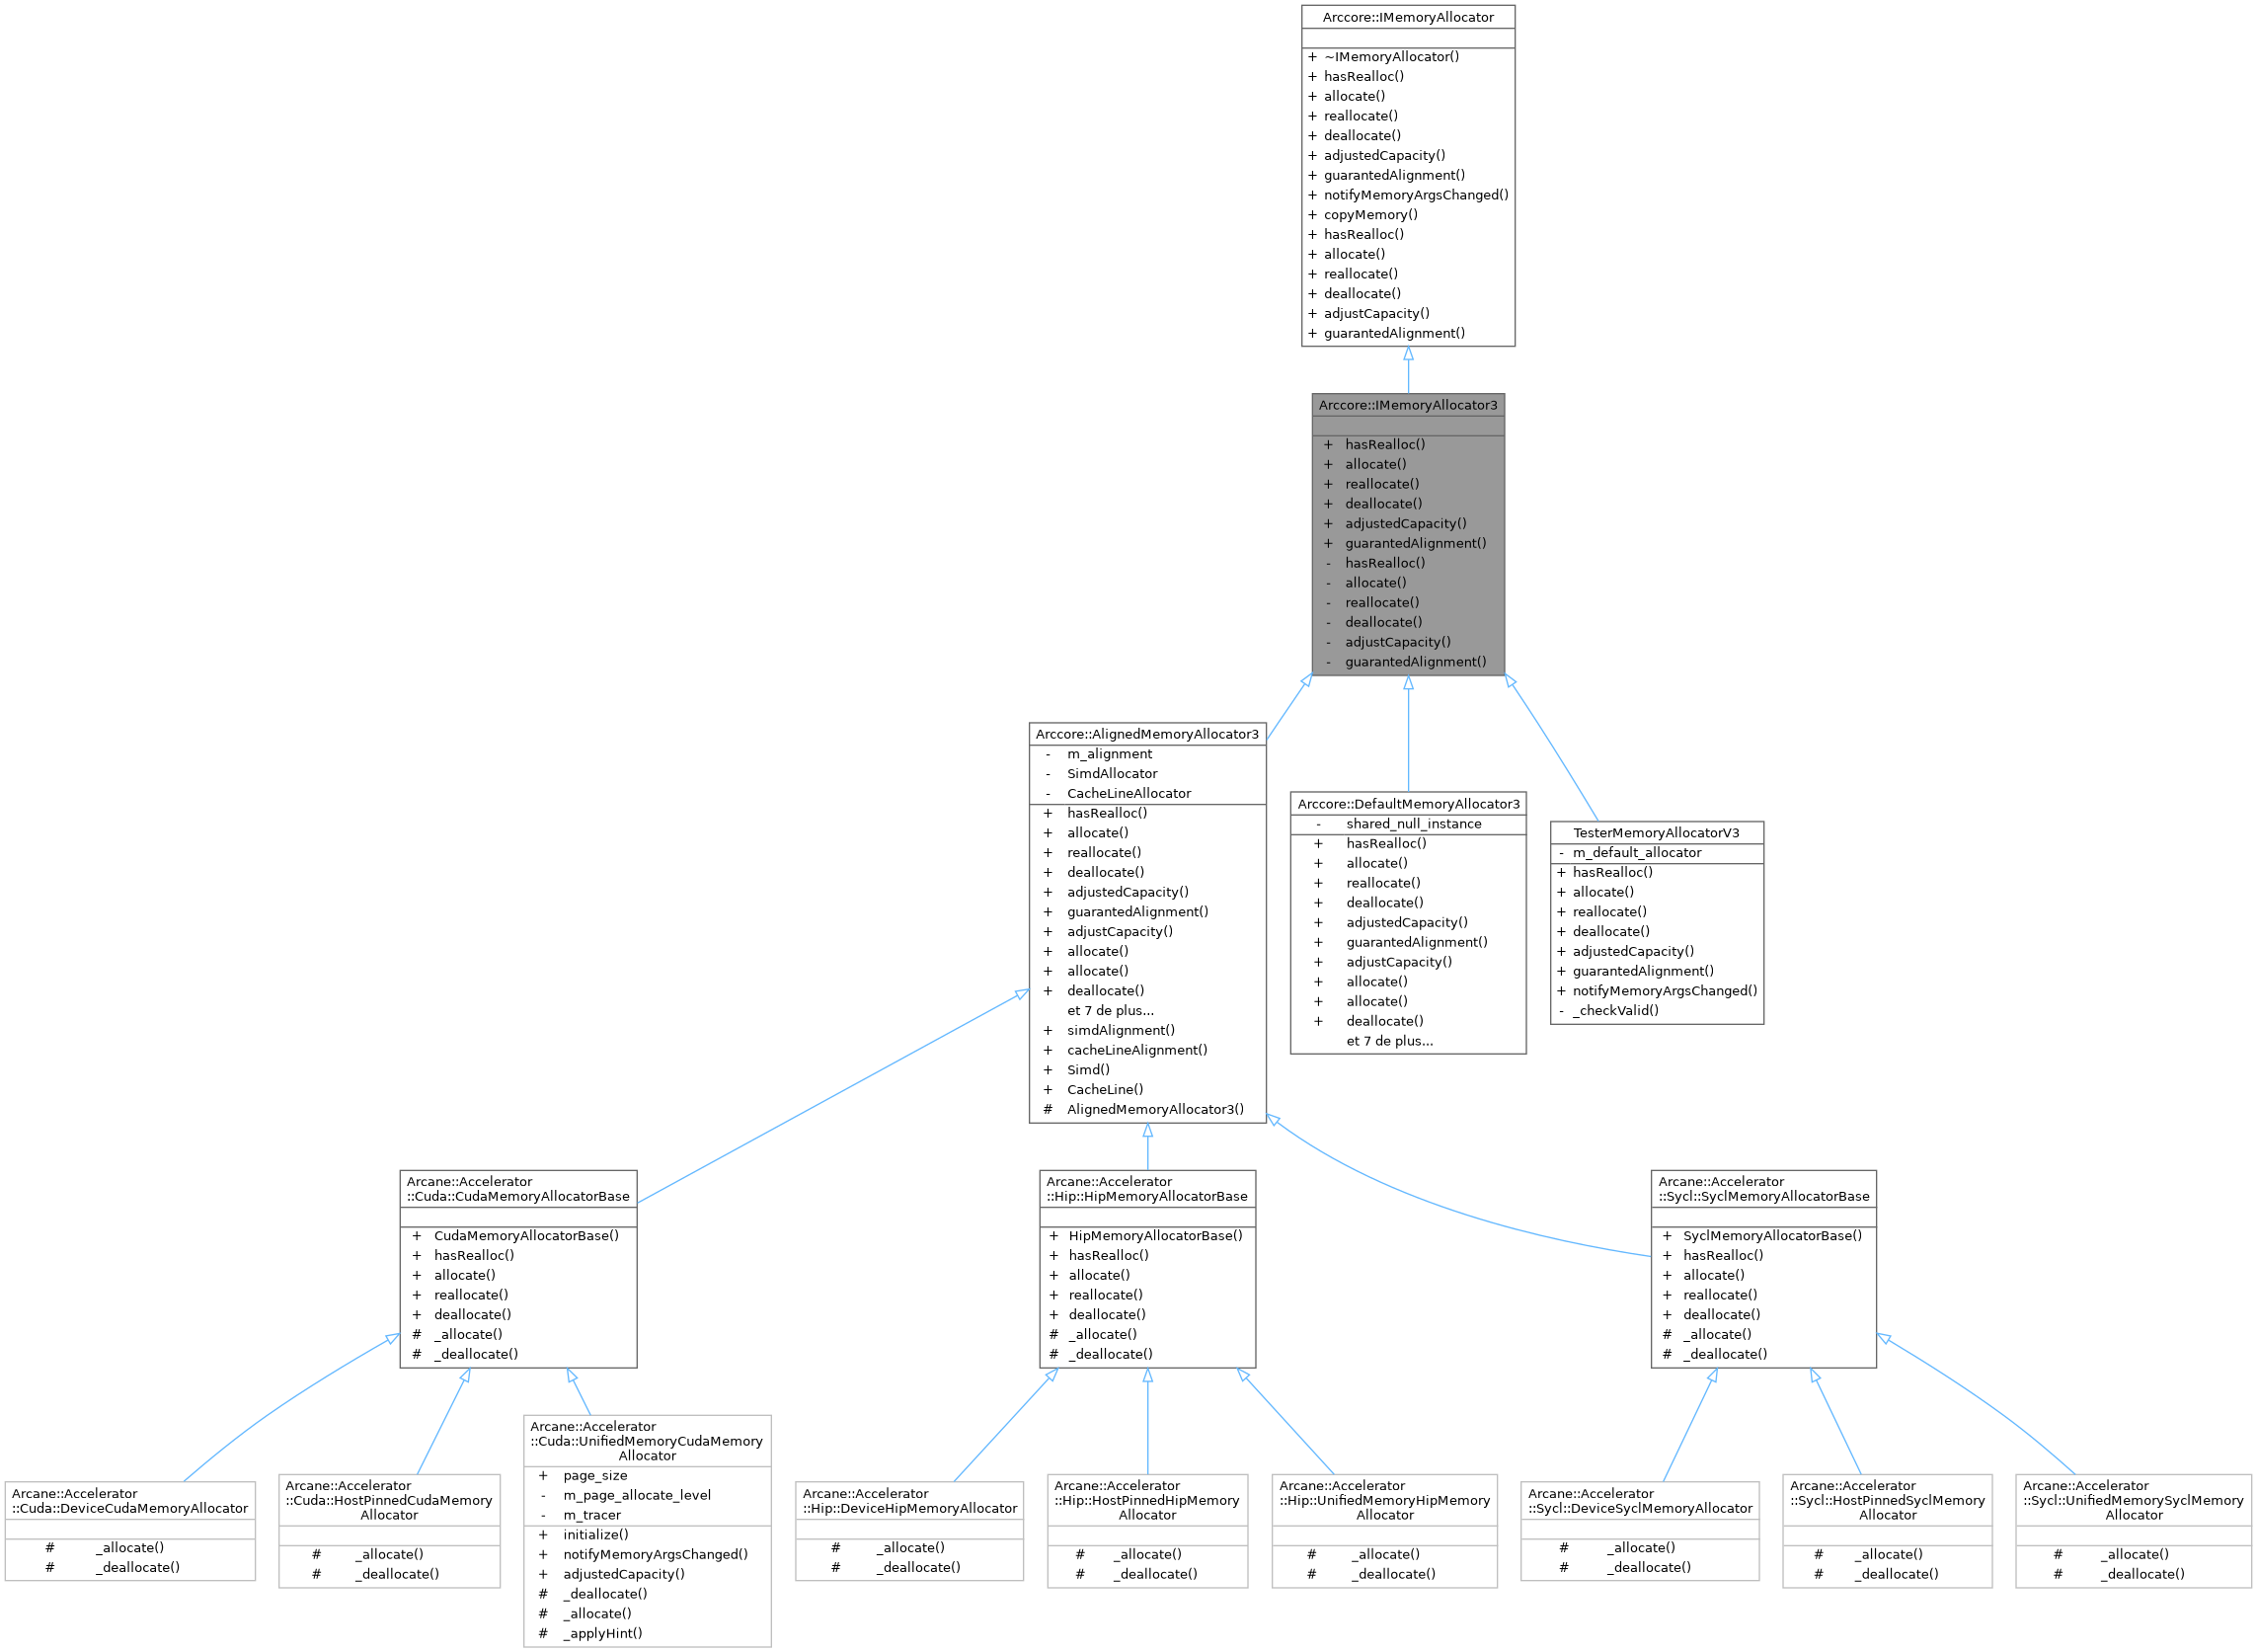 Arccore::IMemoryAllocator
+ ~IMemoryAllocator()
+ hasRealloc()
+ allocate()
+ reallocate()
+ deallocate()
+ adjustedCapacity()
+ guarantedAlignment()
+ notifyMemoryArgsChanged()
+ copyMemory()
+ hasRealloc()
+ allocate()
+ reallocate()
+ deallocate()
+ adjustCapacity()
+ guarantedAlignment()
Arccore::IMemoryAllocator3
+ hasRealloc()
+ allocate()
+ reallocate()
+ deallocate()
+ adjustedCapacity()
+ guarantedAlignment()
- hasRealloc()
- allocate()
- reallocate()
- deallocate()
- adjustCapacity()
- guarantedAlignment()
Arccore::AlignedMemoryAllocator3
- m_alignment
- SimdAllocator
- CacheLineAllocator
+ hasRealloc()
+ allocate()
+ reallocate()
+ deallocate()
+ adjustedCapacity()
+ guarantedAlignment()
+ adjustCapacity()
+ allocate()
+ allocate()
+ deallocate()
et 7 de plus...
+ simdAlignment()
+ cacheLineAlignment()
+ Simd()
+ CacheLine()
# AlignedMemoryAllocator3()
Arccore::DefaultMemoryAllocator3
- shared_null_instance
+ hasRealloc()
+ allocate()
+ reallocate()
+ deallocate()
+ adjustedCapacity()
+ guarantedAlignment()
+ adjustCapacity()
+ allocate()
+ allocate()
+ deallocate()
et 7 de plus...
TesterMemoryAllocatorV3
- m_default_allocator
+ hasRealloc()
+ allocate()
+ reallocate()
+ deallocate()
+ adjustedCapacity()
+ guarantedAlignment()
+ notifyMemoryArgsChanged()
- _checkValid()
Arcane::Accelerator
::Cuda::CudaMemoryAllocatorBase
+ CudaMemoryAllocatorBase()
+ hasRealloc()
+ allocate()
+ reallocate()
+ deallocate()
# _allocate()
# _deallocate()
Arcane::Accelerator
::Hip::HipMemoryAllocatorBase
+ HipMemoryAllocatorBase()
+ hasRealloc()
+ allocate()
+ reallocate()
+ deallocate()
# _allocate()
# _deallocate()
Arcane::Accelerator
::Sycl::SyclMemoryAllocatorBase
+ SyclMemoryAllocatorBase()
+ hasRealloc()
+ allocate()
+ reallocate()
+ deallocate()
# _allocate()
# _deallocate()
Arcane::Accelerator
::Cuda::DeviceCudaMemoryAllocator
# _allocate()
# _deallocate()
Arcane::Accelerator
::Cuda::HostPinnedCudaMemory
Allocator
# _allocate()
# _deallocate()
Arcane::Accelerator
::Cuda::UnifiedMemoryCudaMemory
Allocator
+ page_size
- m_page_allocate_level
- m_tracer
+ initialize()
+ notifyMemoryArgsChanged()
+ adjustedCapacity()
# _deallocate()
# _allocate()
# _applyHint()
Arcane::Accelerator
::Hip::DeviceHipMemoryAllocator
# _allocate()
# _deallocate()
Arcane::Accelerator
::Hip::HostPinnedHipMemory
Allocator
# _allocate()
# _deallocate()
Arcane::Accelerator
::Hip::UnifiedMemoryHipMemory
Allocator
# _allocate()
# _deallocate()
Arcane::Accelerator
::Sycl::DeviceSyclMemoryAllocator
# _allocate()
# _deallocate()
Arcane::Accelerator
::Sycl::HostPinnedSyclMemory
Allocator
# _allocate()
# _deallocate()
Arcane::Accelerator
::Sycl::UnifiedMemorySyclMemory
Allocator
# _allocate()
# _deallocate()